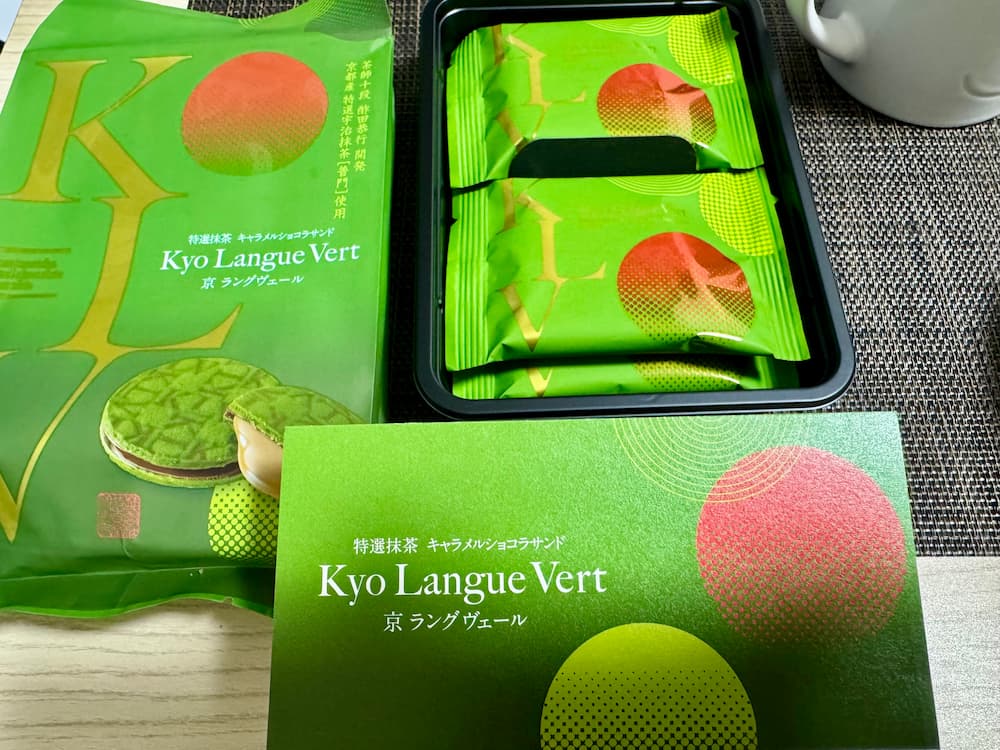 KLV
茶師十段 酢田恭行 開発
京都産 特選宇治抹茶[普門]使用
特選抹茶 キャラメルショコラサンド
Kyo Langue Vert
京 ラングヴェール
KLV
KLV
特選抹茶 キャラメルショコラサンド
Kyo Langue Vert
京 ラングヴェール